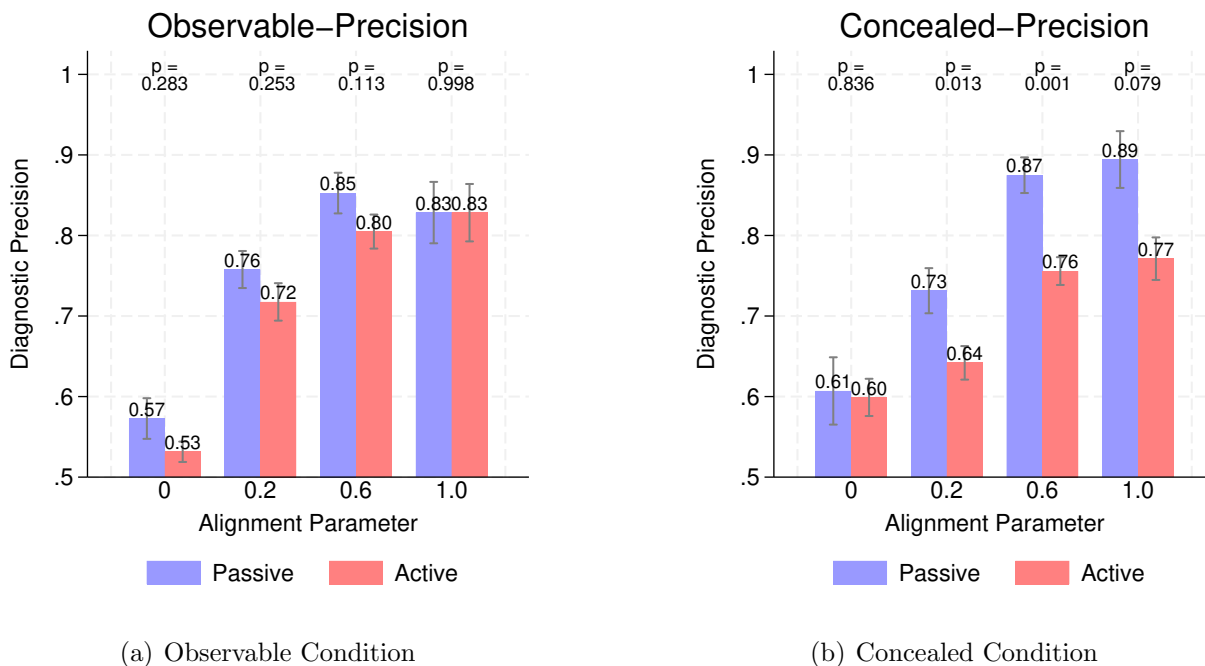 Observable−Precision
p =
0.283
p =
0.253
p =
0.113
p =
0.998
1
.9
.8
.7
.6
.5
Diagnostic Precision
0.57
0.53
0.76
0.72
0.85
0.80
0.83
0.83
0
0.2
0.6
1.0
Alignment Parameter
Passive
Active
(a) Observable Condition
Concealed−Precision
p =
0.836
p =
0.013
p =
0.001
p =
0.079
1
.9
.8
.7
.6
.5
Diagnostic Precision
0.61
0.60
0.73
0.64
0.87
0.76
0.89
0.77
0
0.2
0.6
1.0
Alignment Parameter
Passive
Active
(b) Concealed Condition